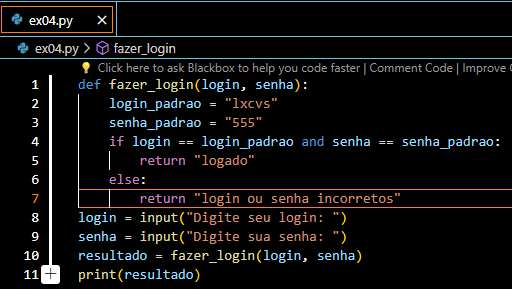 ex04.py ×
ex04.py > fazer_login
Click here to ask Blackbox to help you code faster | Comment Code | Improve C
1 def fazer_login(login, senha):
2 login_padrao = "lxcvs"
3 senha_padrao = "555"
4 if login == login_padrao and senha == senha_padrao:
5 return "logado"
6 else:
7 return "login ou senha incorretos"
8 login = input("Digite seu login: ")
9 senha = input("Digite sua senha: ")
10 resultado = fazer_login(login, senha)
11 print(resultado)